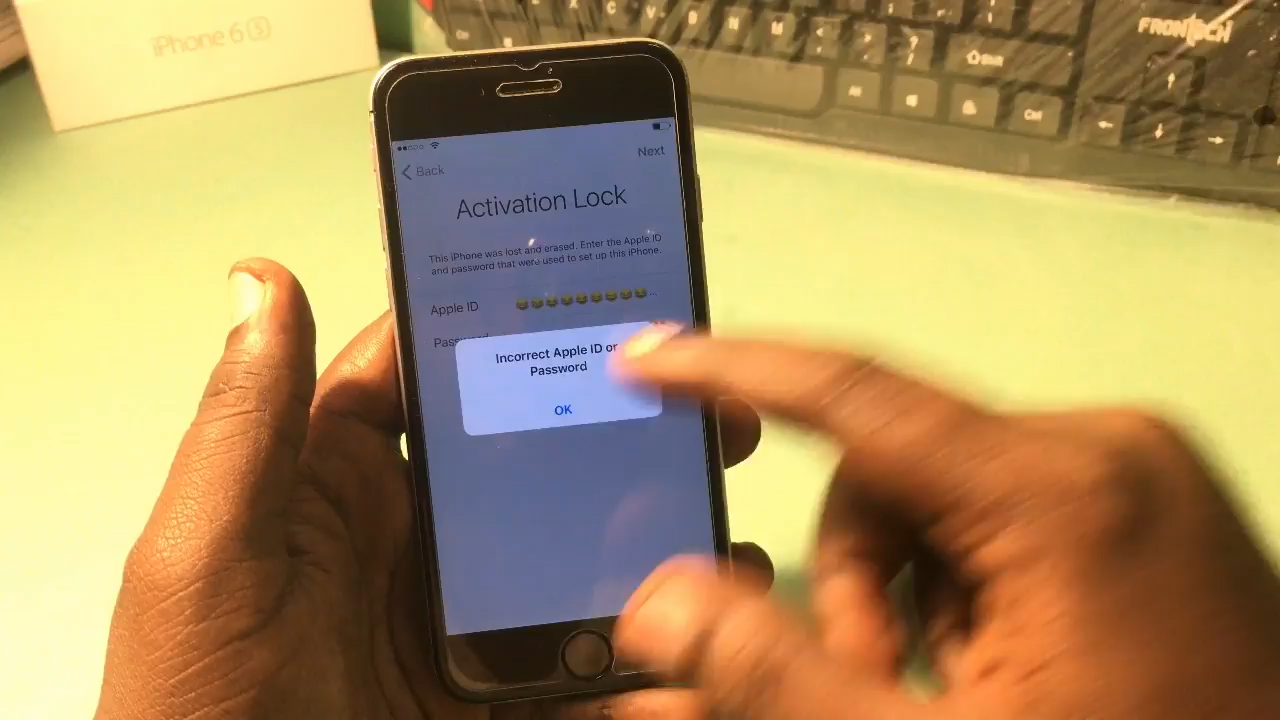 iPhone 6 S
FRONTECH
Back
Next
Activation Lock
This iPhone was lost and erased. Enter the Apple ID
and password that were used to set up this iPhone.
Apple ID 😂😂😂😂😂😂😂😂😂...
Incorrect Apple ID or
Password
OK